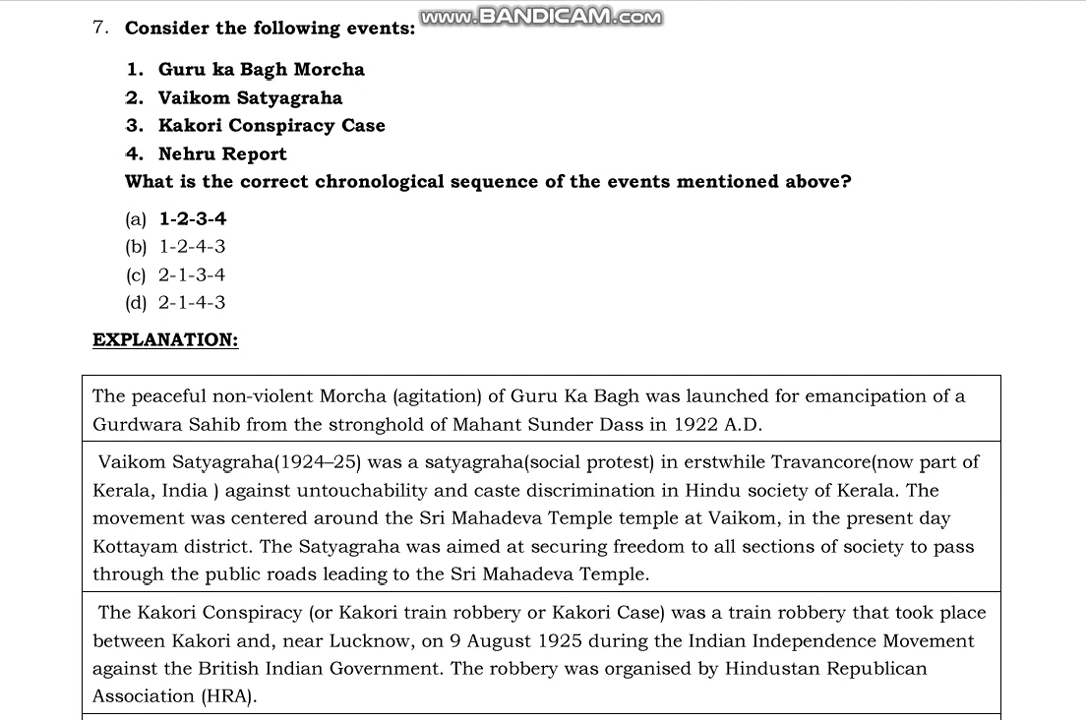 www.BANDICAM.com
7. Consider the following events:
1. Guru ka Bagh Morcha
2. Vaikom Satyagraha
3. Kakori Conspiracy Case
4. Nehru Report
What is the correct chronological sequence of the events mentioned above?
(a) 1-2-3-4
(b) 1-2-4-3
(c) 2-1-3-4
(d) 2-1-4-3
EXPLANATION:
The peaceful non-violent Morcha (agitation) of Guru Ka Bagh was launched for emancipation of a
Gurdwara Sahib from the stronghold of Mahant Sunder Dass in 1922 A.D.
Vaikom Satyagraha(1924–25) was a satyagraha(social protest) in erstwhile Travancore(now part of
Kerala, India ) against untouchability and caste discrimination in Hindu society of Kerala. The
movement was centered around the Sri Mahadeva Temple temple at Vaikom, in the present day
Kottayam district. The Satyagraha was aimed at securing freedom to all sections of society to pass
through the public roads leading to the Sri Mahadeva Temple.
The Kakori Conspiracy (or Kakori train robbery or Kakori Case) was a train robbery that took place
between Kakori and, near Lucknow, on 9 August 1925 during the Indian Independence Movement
against the British Indian Government. The robbery was organised by Hindustan Republican
Association (HRA).